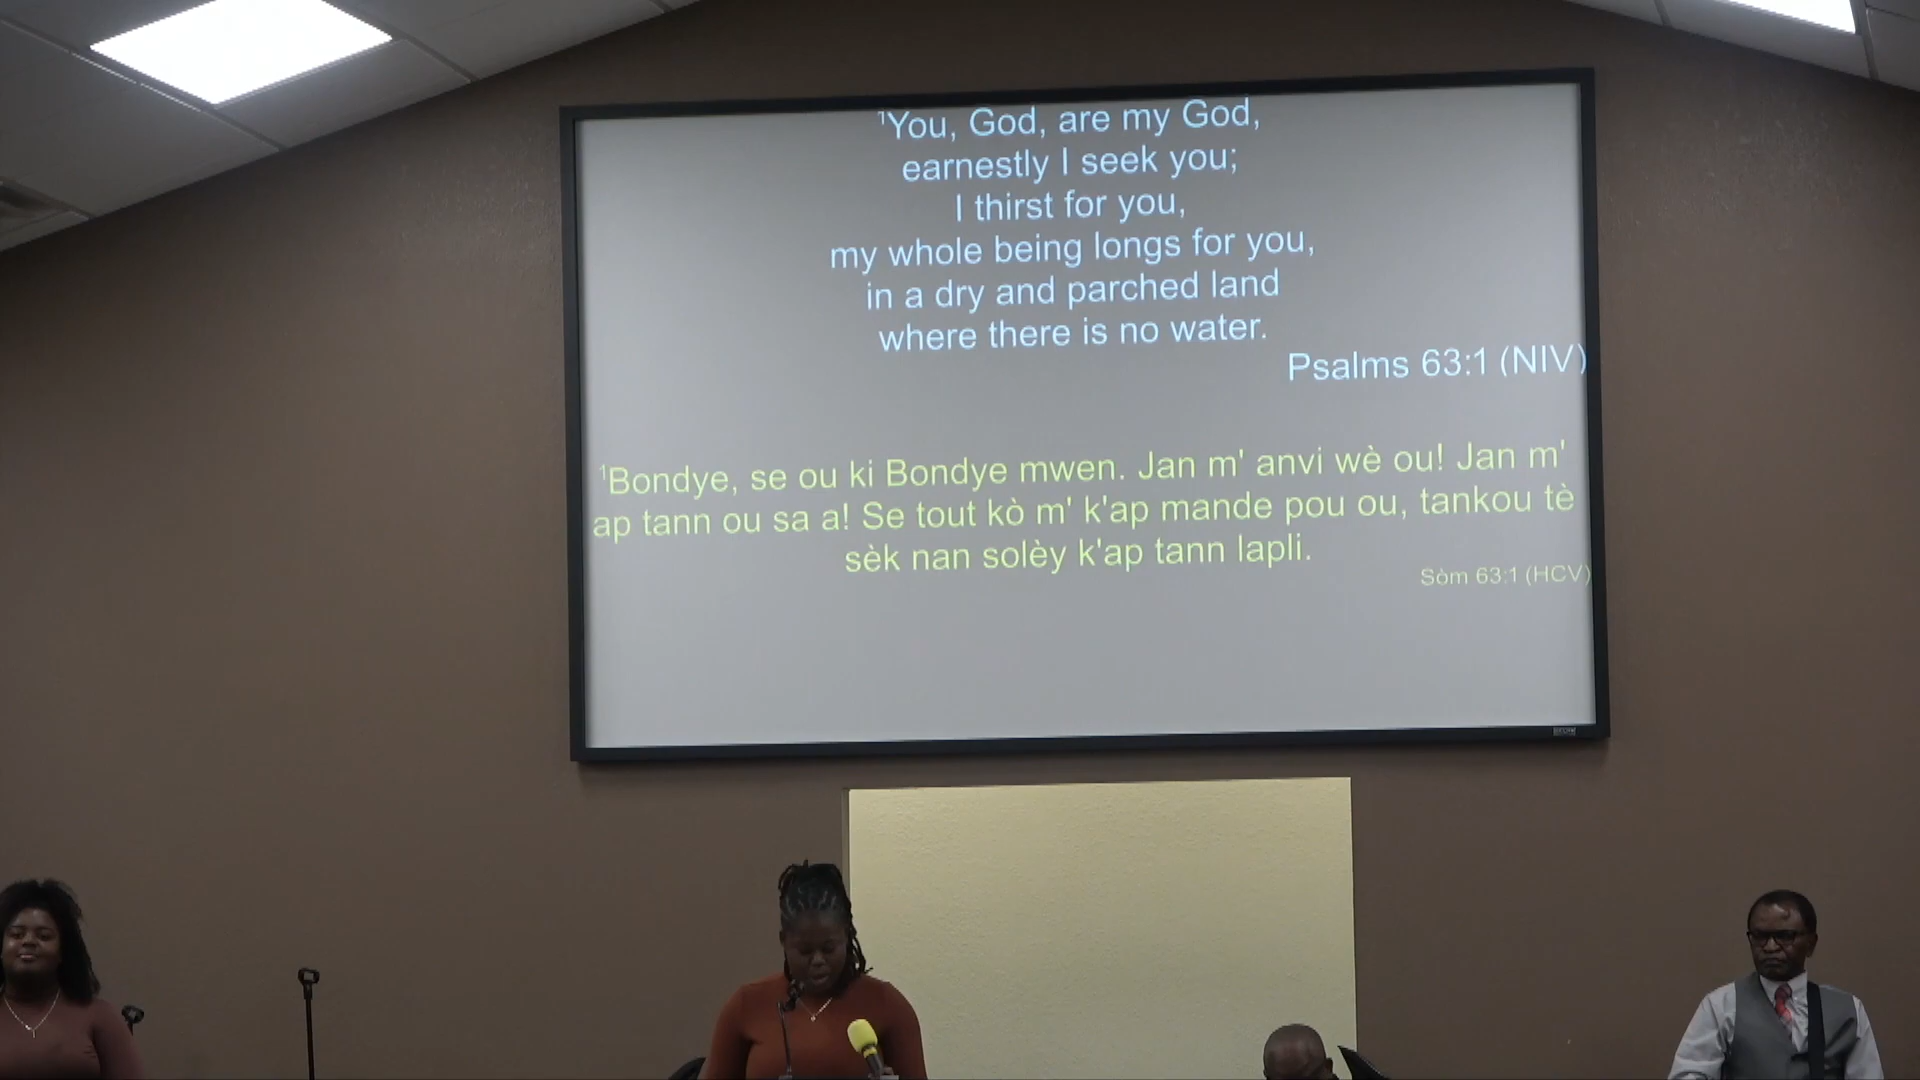 ¹You, God, are my God,
earnestly I seek you;
I thirst for you,
my whole being longs for you,
in a dry and parched land
where there is no water.
Psalms 63:1 (NIV)
¹Bondye, se ou ki Bondye mwen. Jan m' anvi wè ou! Jan m'
ap tann ou sa a! Se tout kò m' k'ap mande pou ou, tankou tè
sèk nan solèy k'ap tann lapli.
Sòm 63:1 (HCV)